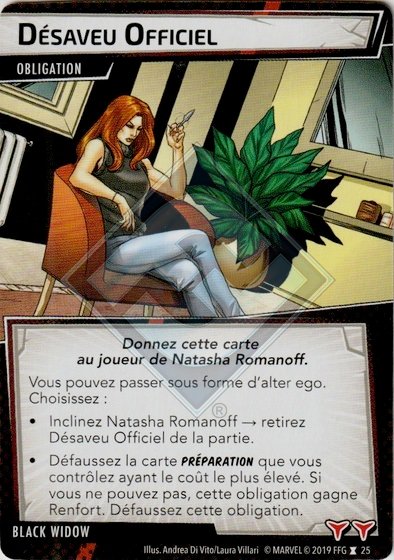 Désaveu Officiel
OBLIGATION
Donnez cette carte
au joueur de Natasha Romanoff.
Vous pouvez passer sous forme d'alter ego.
Choisissez :
• Inclinez Natasha Romanoff → retirez
Désaveu Officiel de la partie.
• Défaussez la carte PRÉPARATION que vous
contrôlez ayant le coût le plus élevé. Si
vous ne pouvez pas, cette obligation gagne
Renfort. Défaussez cette obligation.
®
BLACK WIDOW
Illus. Andrea Di Vito/Laura Villari © MARVEL © 2019 FFG 25